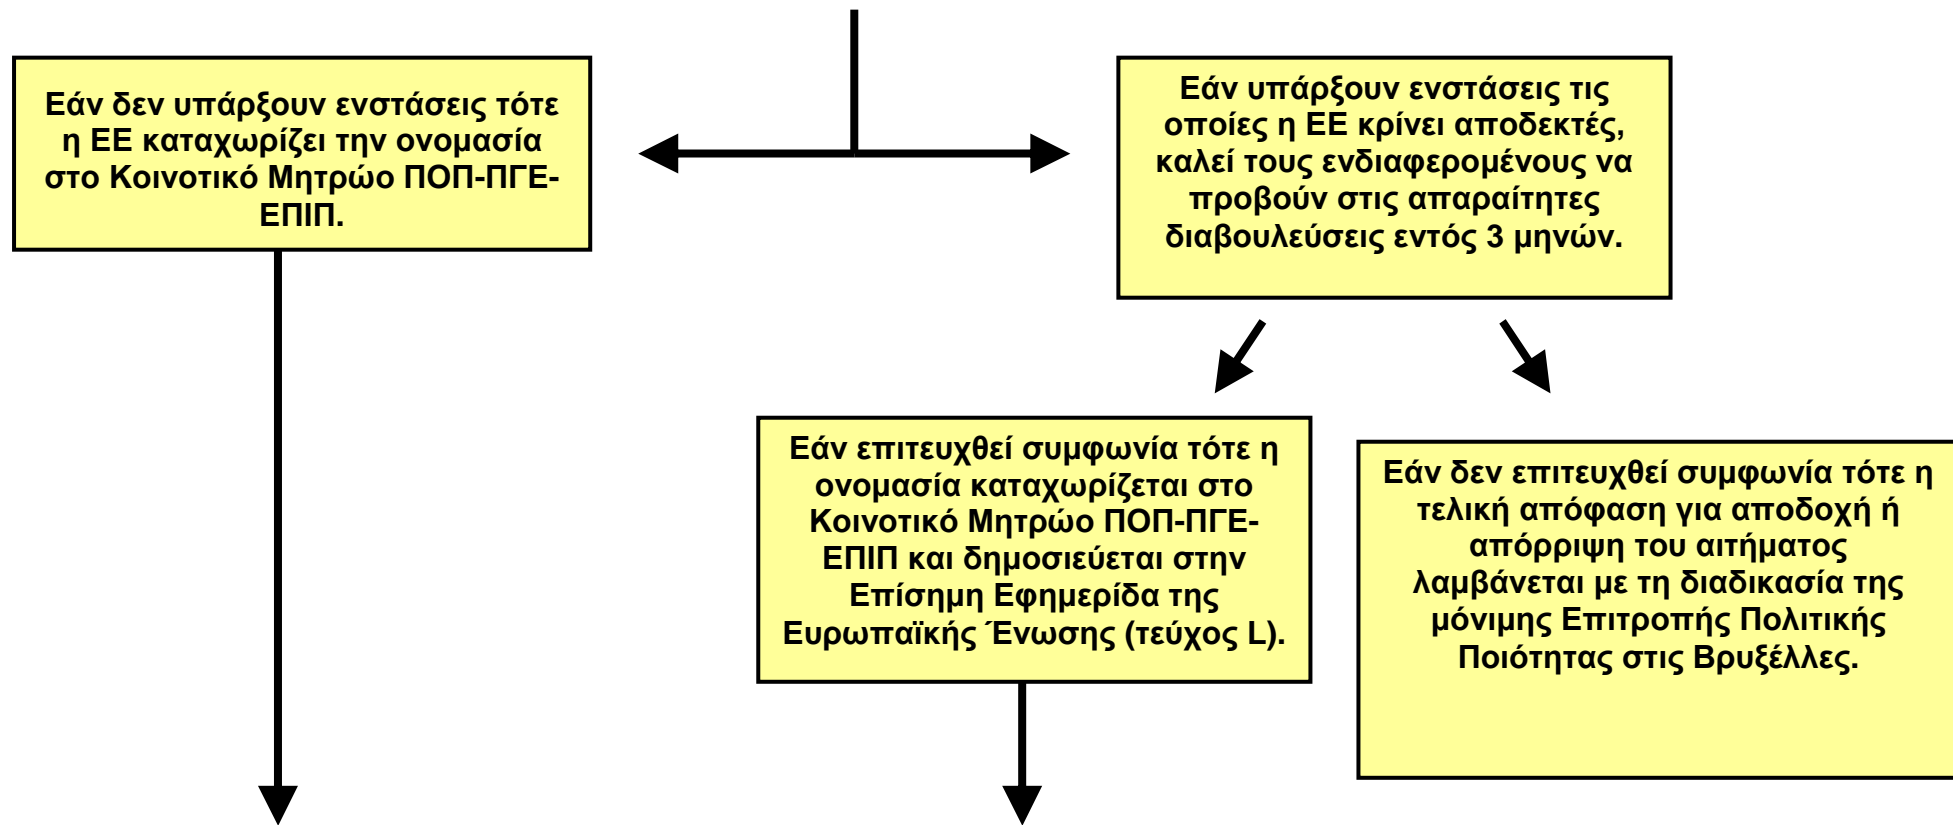 Εάν δεν υπάρξουν ενστάσεις τότε
η ΕΕ καταχωρίζει την ονομασία
στο Κοινοτικό Μητρώο ΠΟΠ-ΠΓΕ-
ΕΠΙΠ.
Εάν υπάρξουν ενστάσεις τις
οποίες η ΕΕ κρίνει αποδεκτές,
καλεί τους ενδιαφερομένους να
προβούν στις απαραίτητες
διαβουλεύσεις εντός 3 μηνών.
Εάν επιτευχθεί συμφωνία τότε η
ονομασία καταχωρίζεται στο
Κοινοτικό Μητρώο ΠΟΠ-ΠΓΕ-
ΕΠΙΠ και δημοσιεύεται στην
Επίσημη Εφημερίδα της
Ευρωπαϊκής Ένωσης (τεύχος L).
Εάν δεν επιτευχθεί συμφωνία τότε η
τελική απόφαση για αποδοχή ή
απόρριψη του αιτήματος
λαμβάνεται με τη διαδικασία της
μόνιμης Επιτροπής Πολιτικής
Ποιότητας στις Βρυξέλλες.